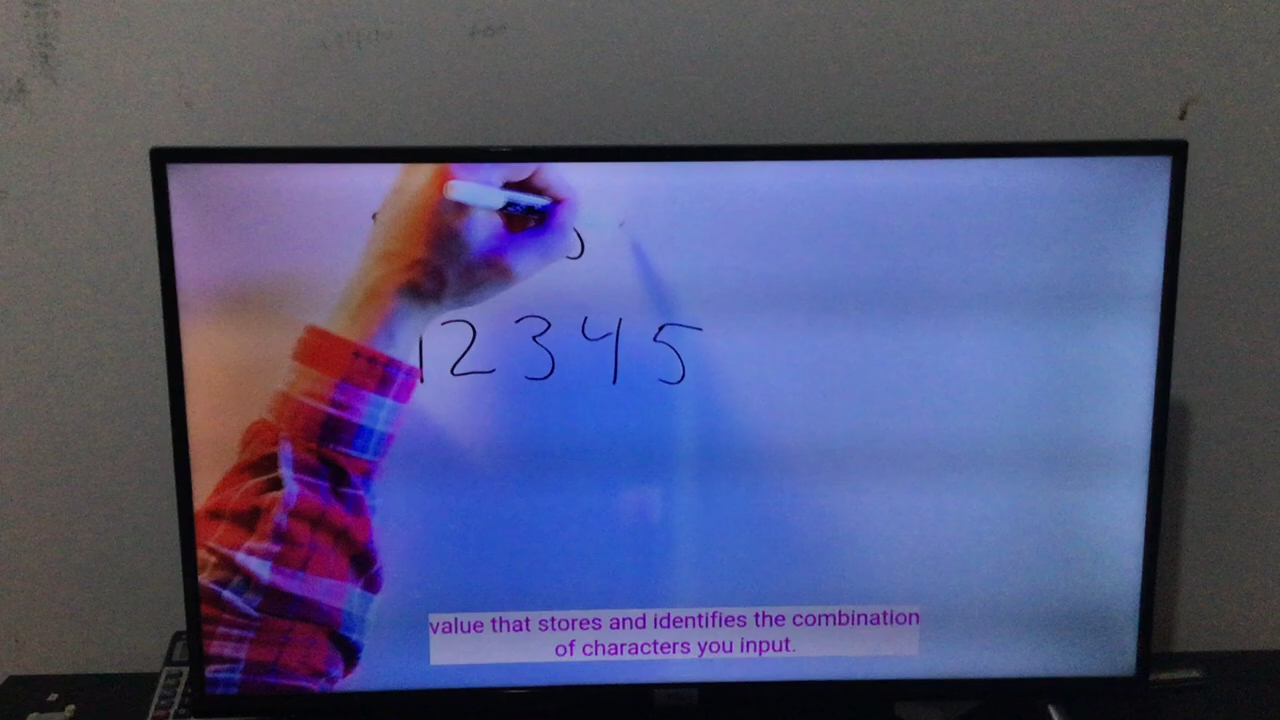 12345
value that stores and identifies the combination
of characters you input.